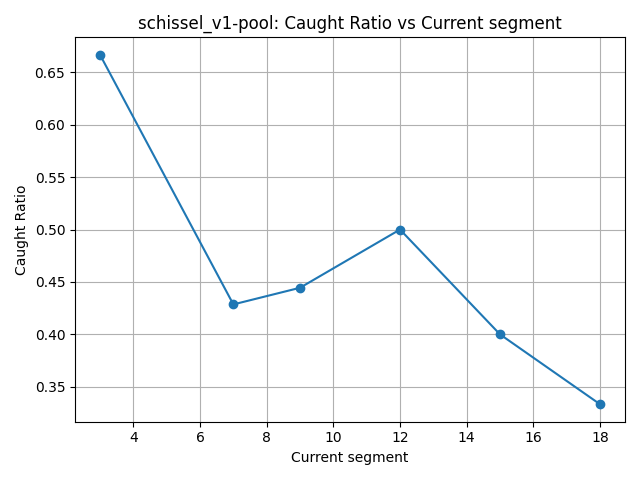 schissel_v1-pool: Caught Ratio vs Current segment
Caught Ratio
0.65
0.60
0.55
0.50
0.45
0.40
0.35
4 6 8 10 12 14 16 18
Current segment